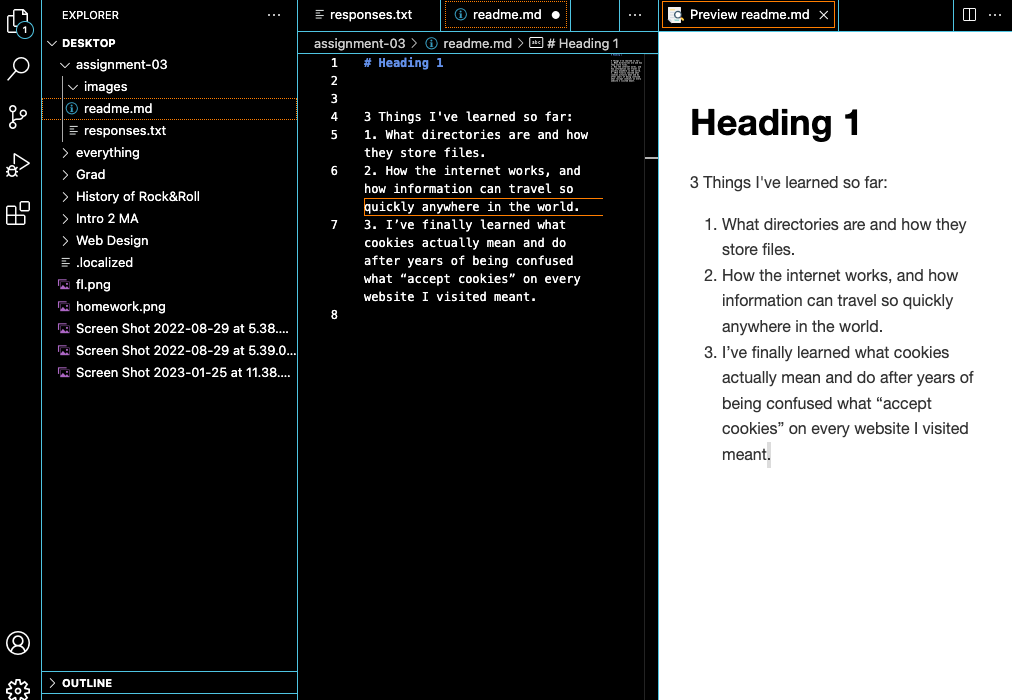 1
EXPLORER
DESKTOP
assignment-03
images
readme.md
responses.txt
everything
Grad
History of Rock&Roll
Intro 2 MA
Web Design
.localized
fl.png
homework.png
Screen Shot 2022-08-29 at 5.38....
Screen Shot 2022-08-29 at 5.39.0...
Screen Shot 2023-01-25 at 11.38....
OUTLINE
responses.txt
readme.md
assignment-03 > readme.md > abc # Heading 1
1 # Heading 1
2
3
4 3 Things I've learned so far:
5 1. What directories are and how
they store files.
6 2. How the internet works, and
how information can travel so
quickly anywhere in the world.
7 3. I’ve finally learned what
cookies actually mean and do
after years of being confused
what “accept cookies” on every
website I visited meant.
8
Preview readme.md
Heading 1
3 Things I've learned so far:
1. What directories are and how they
store files.
2. How the internet works, and how
information can travel so quickly
anywhere in the world.
3. I’ve finally learned what cookies
actually mean and do after years of
being confused what “accept
cookies” on every website I visited
meant.